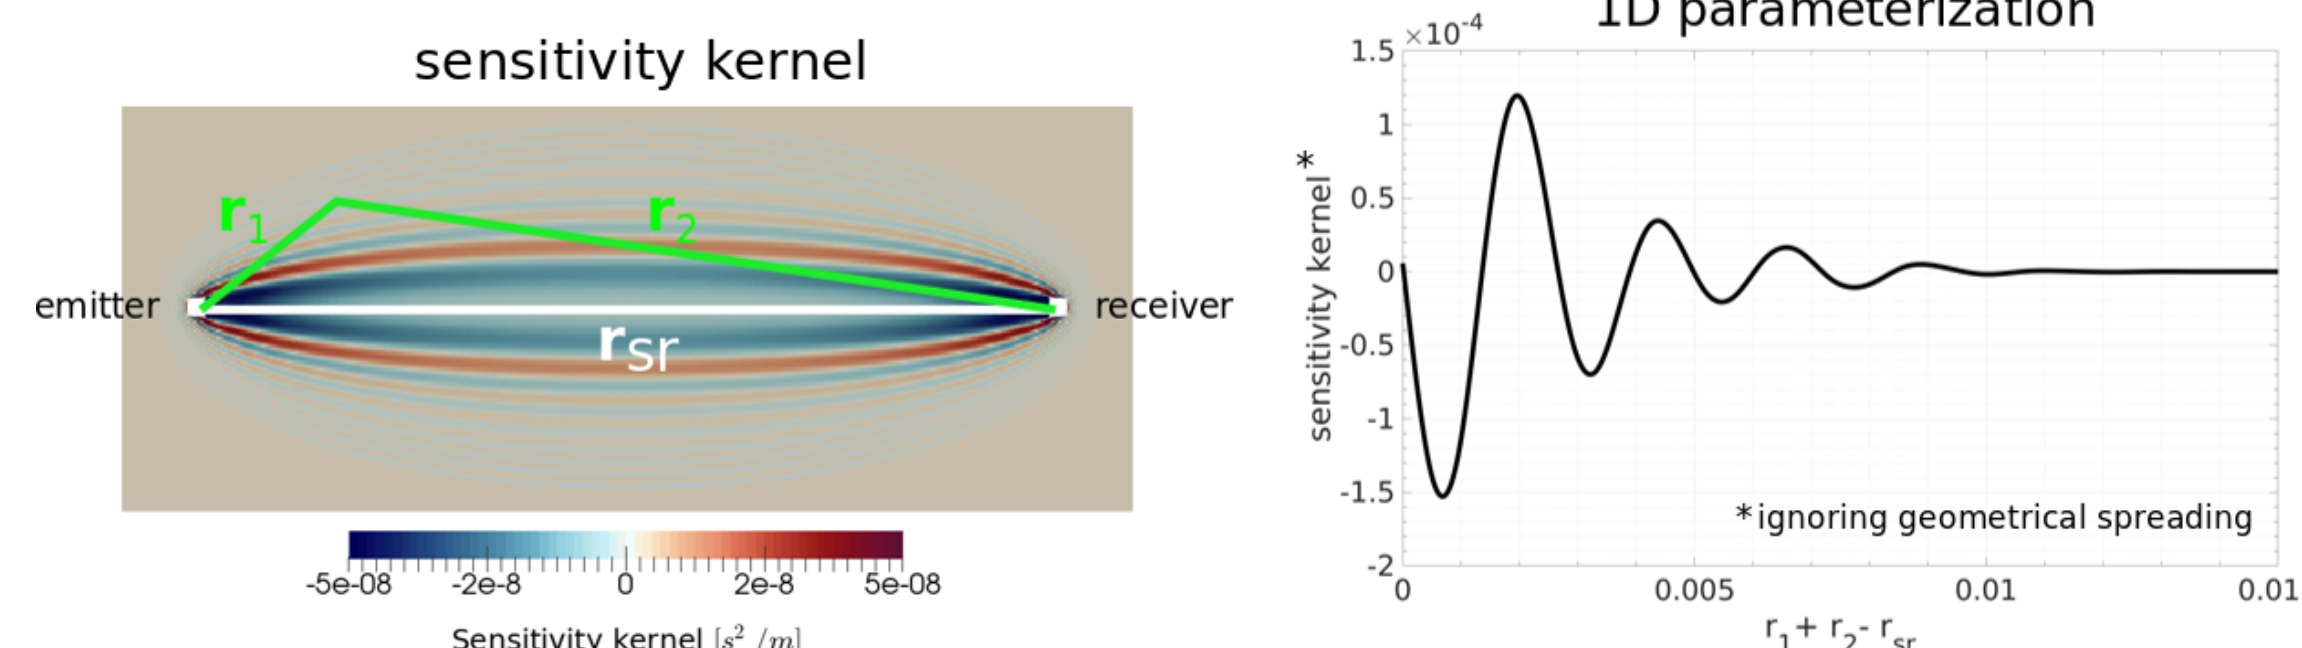 sensitivity kernel
r1
r2
emitter
receiver
rsr
-5e-08 -2e-8 0 2e-8 5e-08
Sensitivity kernel [s² /m]
1D parameterization
×10⁻⁴
1.5
1
0.5
0
-0.5
-1
-1.5
-2
sensitivity kernel*
*ignoring geometrical spreading
0 0.005 0.01 0.01
r1+ r2- rsr